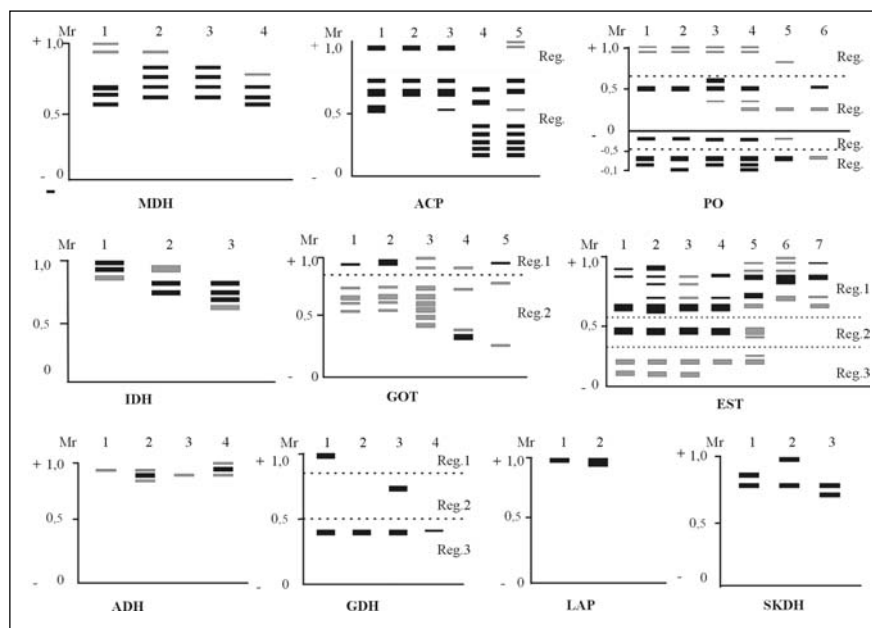 Mr 1 2 3 4
+ 1,0
0,5
- 0
-
MDH
Mr 1 2 3 4 5
+ 1,0
0,5
- 0
Reg.
Reg.
ACP
Mr 1 2 3 4 5 6
+ 1,0
0,5
0
-
-0,5
-0,1
Reg.
Reg.
Reg.
Reg.
PO
Mr 1 2 3
1,0
0,5
0
IDH
Mr 1 2 3 4 5
+ 1,0
0,5
- 0
Reg.1
Reg.2
GOT
Mr 1 2 3 4 5 6 7
+ 1,0
0,5
- 0
Reg.1
Reg.2
Reg.3
EST
Mr 1 2 3 4
+ 1,0
0,5
- 0
ADH
Mr 1 2 3 4
+ 1,0
0,5
- 0
Reg.1
Reg.2
Reg.3
GDH
Mr 1 2
+ 1,0
0,5
- 0
LAP
Mr 1 2 3
+ 1,0
0,5
- 0
SKDH